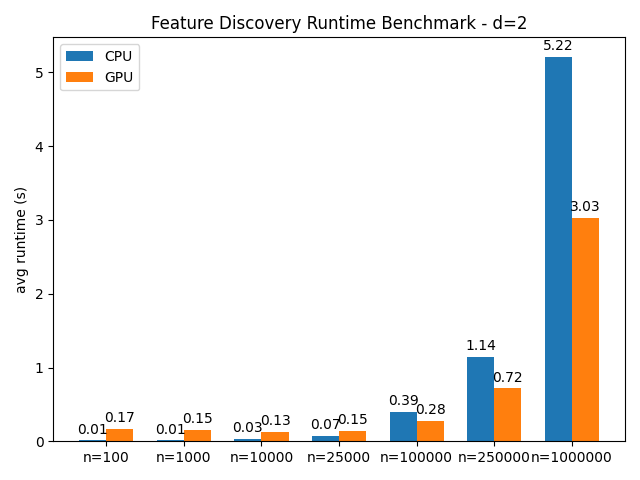 Feature Discovery Runtime Benchmark - d=2
CPU
GPU
avg runtime (s)
5
4
3
2
1
0
0.01
0.17
0.01
0.15
0.03
0.13
0.07
0.15
0.39
0.28
1.14
0.72
5.22
3.03
n=100
n=1000
n=10000
n=25000
n=100000
n=250000
n=1000000